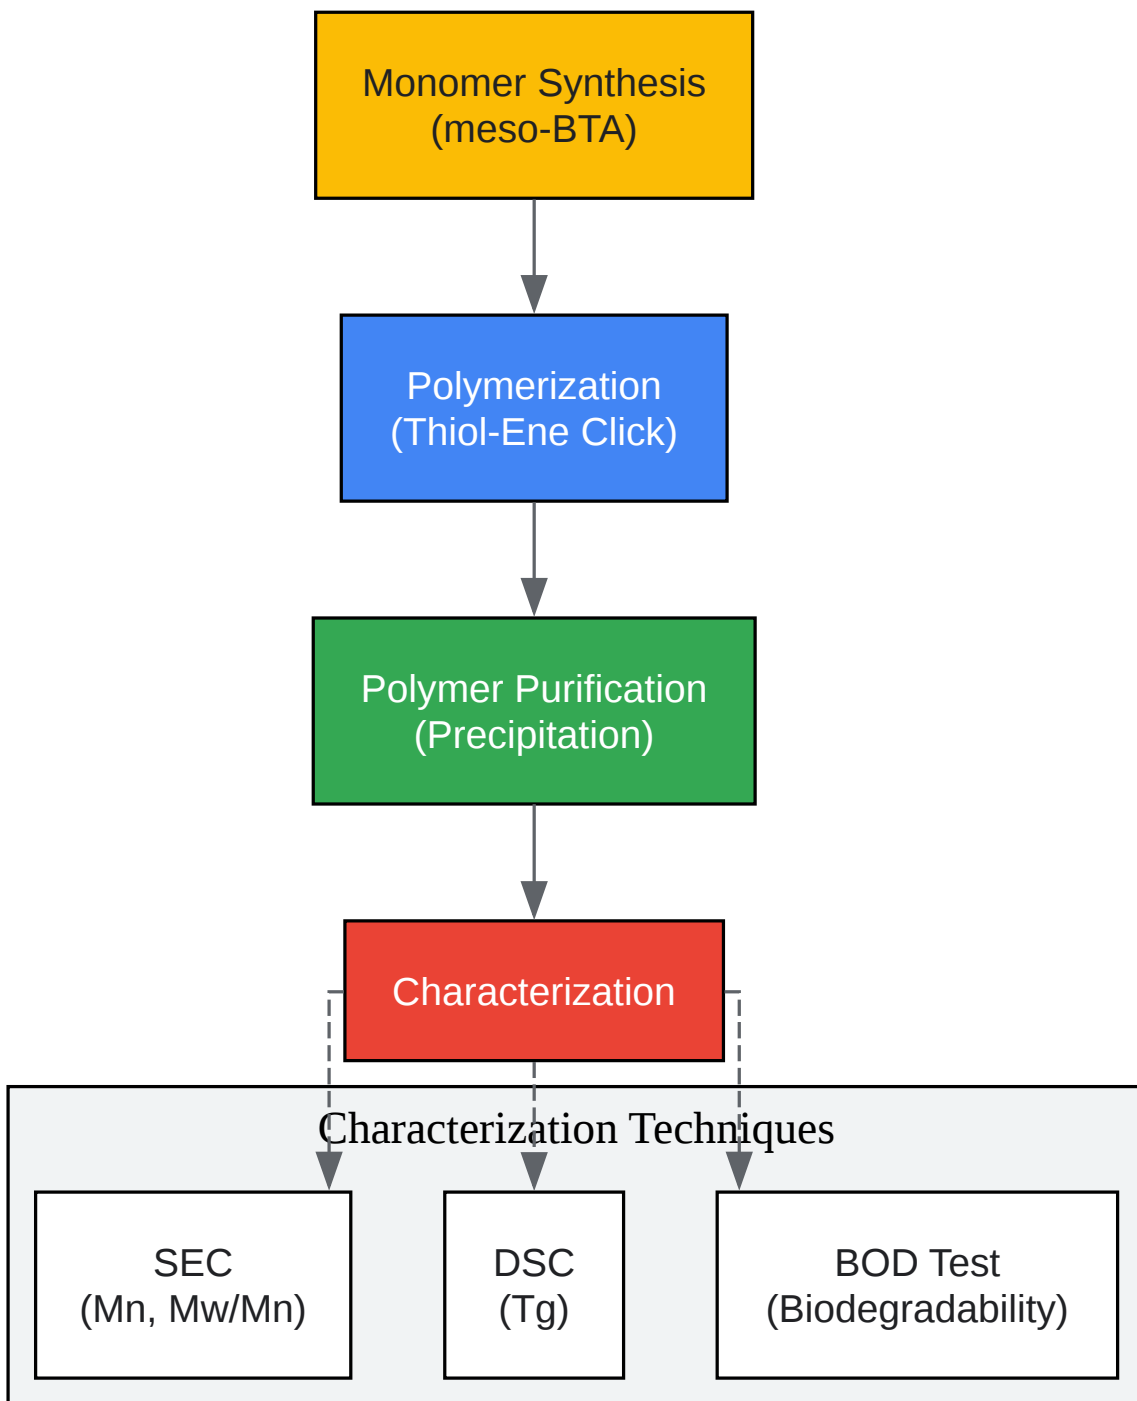 Monomer Synthesis
(meso-BTA)
Polymerization
(Thiol-Ene Click)
Polymer Purification
(Precipitation)
Characterization
Characterization Techniques
SEC
(Mn, Mw/Mn)
DSC
(Tg)
BOD Test
(Biodegradability)